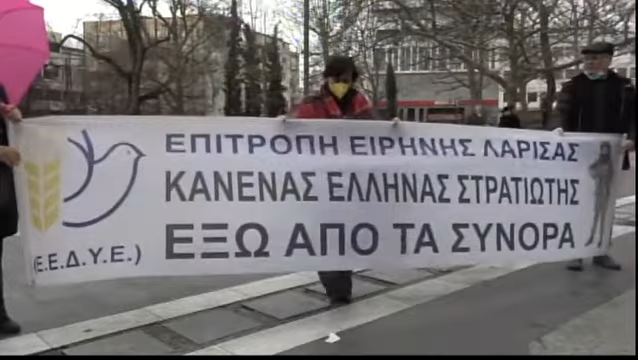 ΕΠΙΤΡΟΠΗ ΕΙΡΗΝΗΣ ΛΑΡΙΣΑΣ
ΚΑΝΕΝΑΣ ΕΛΛΗΝΑΣ ΣΤΡΑΤΙΩΤΗΣ
ΕΞΩ ΑΠΟ ΤΑ ΣΥΝΟΡΑ
(Ε.Ε.Δ.Υ.Ε.)